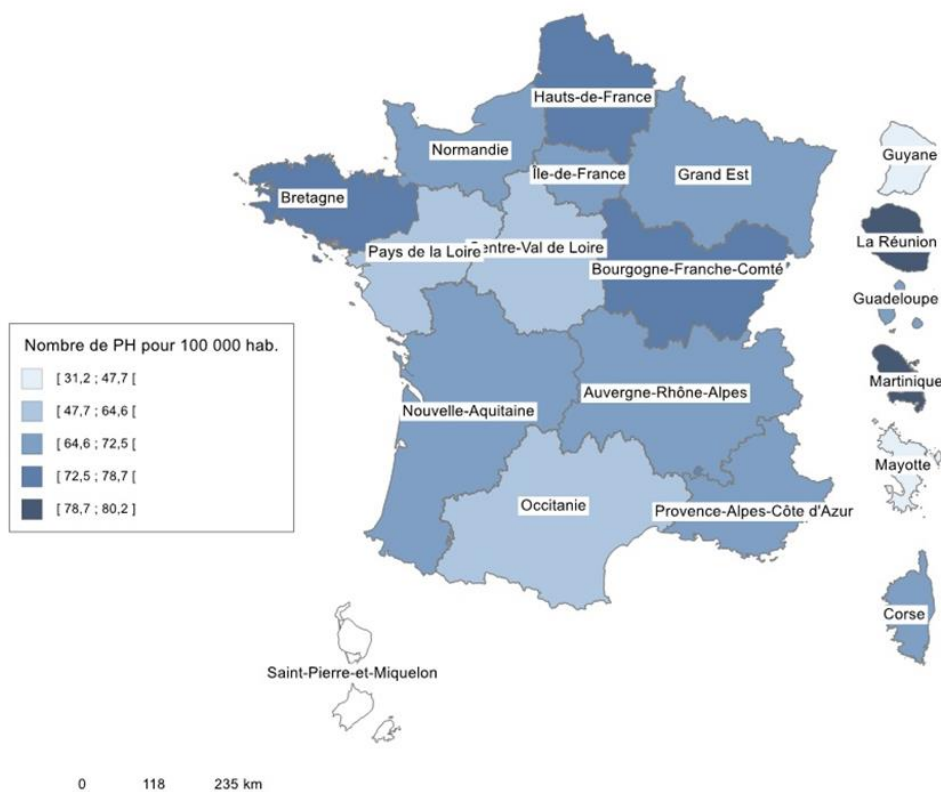 Hauts-de-France
Normandie
Île-de-France
Grand Est
Guyane
Bretagne
La Réunion
Pays de la Loire
entre-Val de Loire
Bourgogne-Franche-Comté
Guadeloupe
Nombre de PH pour 100 000 hab.
[ 31,2 ; 47,7 [
[ 47,7 ; 64,6 [
[ 64,6 ; 72,5 [
[ 72,5 ; 78,7 [
[ 78,7 ; 80,2 ]
Auvergne-Rhône-Alpes
Martinique
Nouvelle-Aquitaine
Mayotte
Occitanie
Provence-Alpes-Côte d'Azur
Corse
Saint-Pierre-et-Miquelon
0 118 235 km